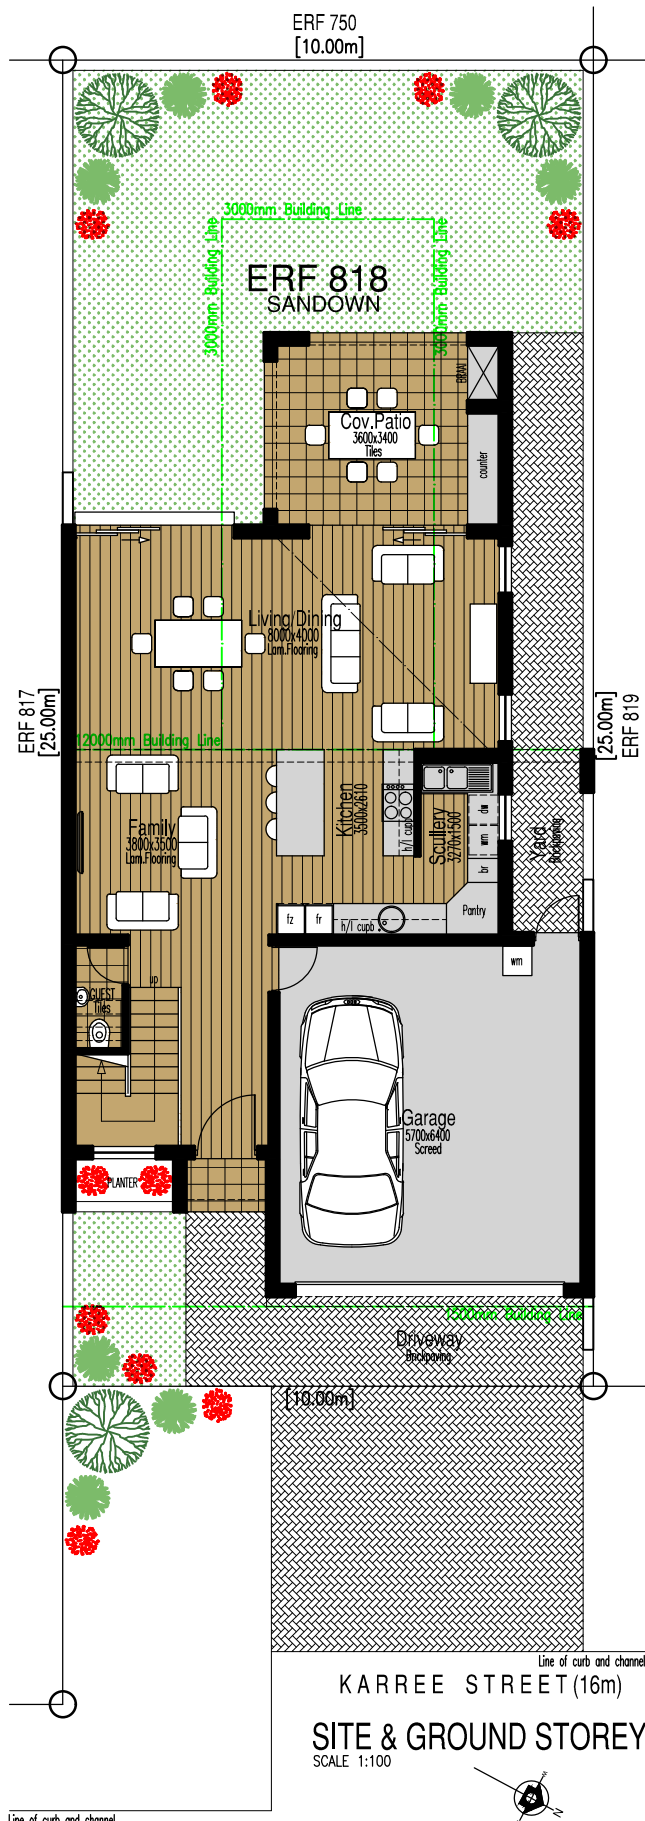 ERF 750
[10.00m]
3000mm Building Line
3000mm Building Line
3000mm Building Line
ERF 818
SANDOWN
BRAAI
Cov.Patio
3600x3400
Tiles
counter
Living/Dining
8000x4000
Lam.Flooring
ERF 817
[25.00m]
[25.00m]
ERF 819
12000mm Building Line
Family
3800x3500
Lam.Flooring
Kitchen
3500x2610
h/l cupb
Scullery
3270x1500
dw
wm
br
Pantry
Yard
Brickpaving
fz
fr
h/l cupb
wm
up
GUEST
Tiles
Garage
5700x6400
Screed
PLANTER
1500mm Building Line
Driveway
Brickpaving
[10.00m]
Line of curb and channel
KARREE STREET (16m)
SITE & GROUND STOREY
SCALE 1:100
N
Line of curb and channel